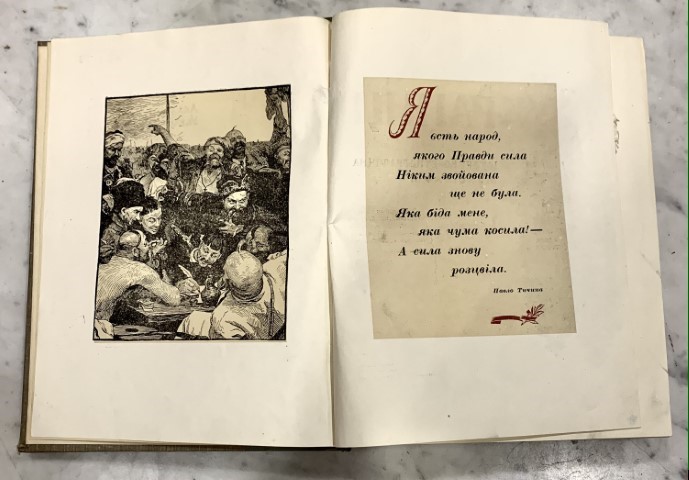 Я єсть народ,
якого Правди сила
Ніким звойована
ще не була.
Яка біда мене,
яка чума косила!—
А сила знову
розцвіла.
Павло Тичина